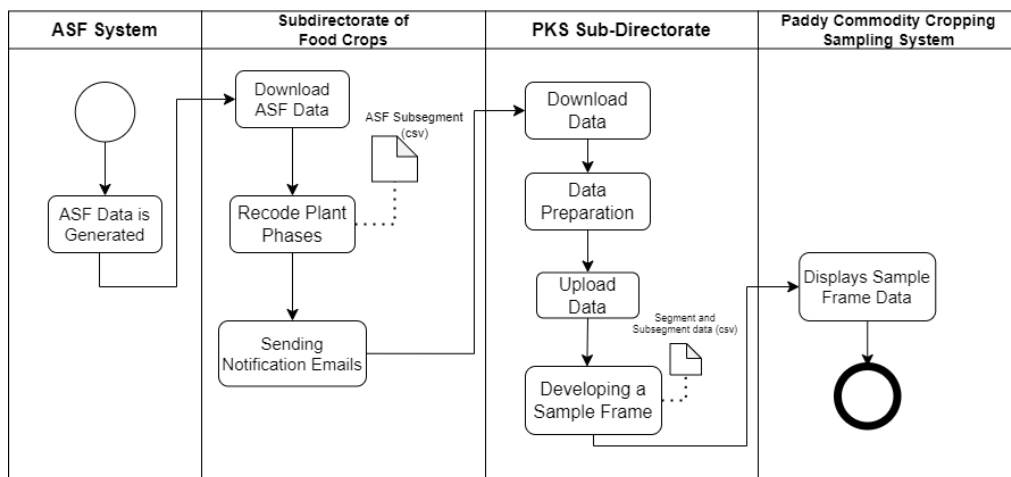 ASF System
Subdirectorate of
Food Crops
PKS Sub-Directorate
Paddy Commodity Cropping
Sampling System
ASF Data is
Generated
Download
ASF Data
ASF Subsegment
(csv)
Recode Plant
Phases
Sending
Notification Emails
Download
Data
Data
Preparation
Upload
Data
Segment and
Subsegment data (csv)
Developing a
Sample Frame
Displays Sample
Frame Data